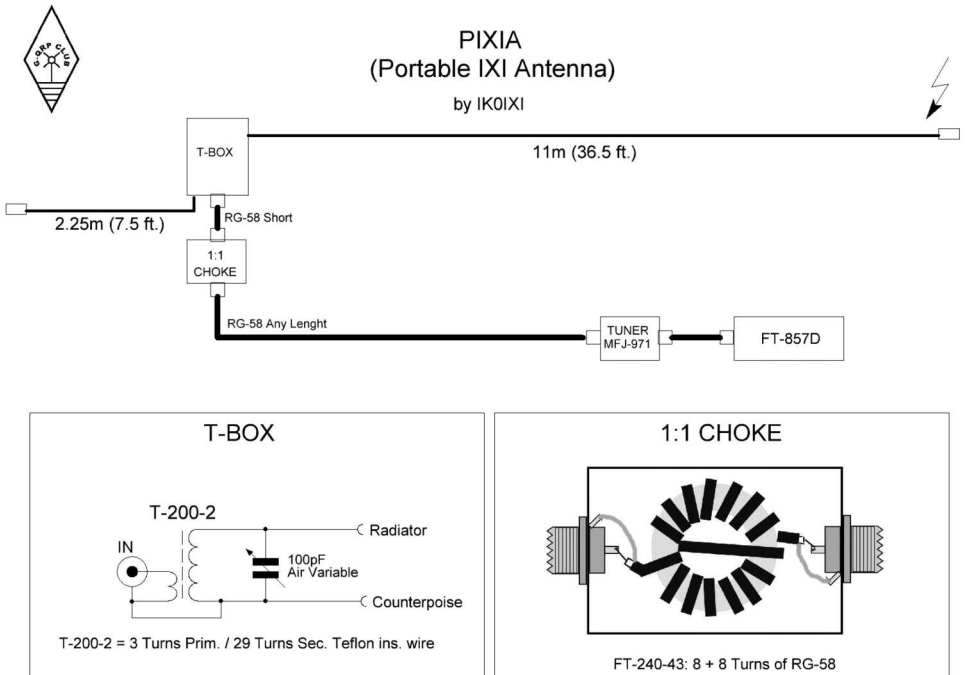 G-QRP CLUB
PIXIA
(Portable IXI Antenna)
by IK0IXI
T-BOX
11m (36.5 ft.)
2.25m (7.5 ft.)
RG-58 Short
1:1
CHOKE
RG-58 Any Lenght
TUNER
MFJ-971
FT-857D
T-BOX
T-200-2
IN
Radiator
100pF
Air Variable
Counterpoise
T-200-2 = 3 Turns Prim. / 29 Turns Sec. Teflon ins. wire
1:1 CHOKE
FT-240-43: 8 + 8 Turns of RG-58